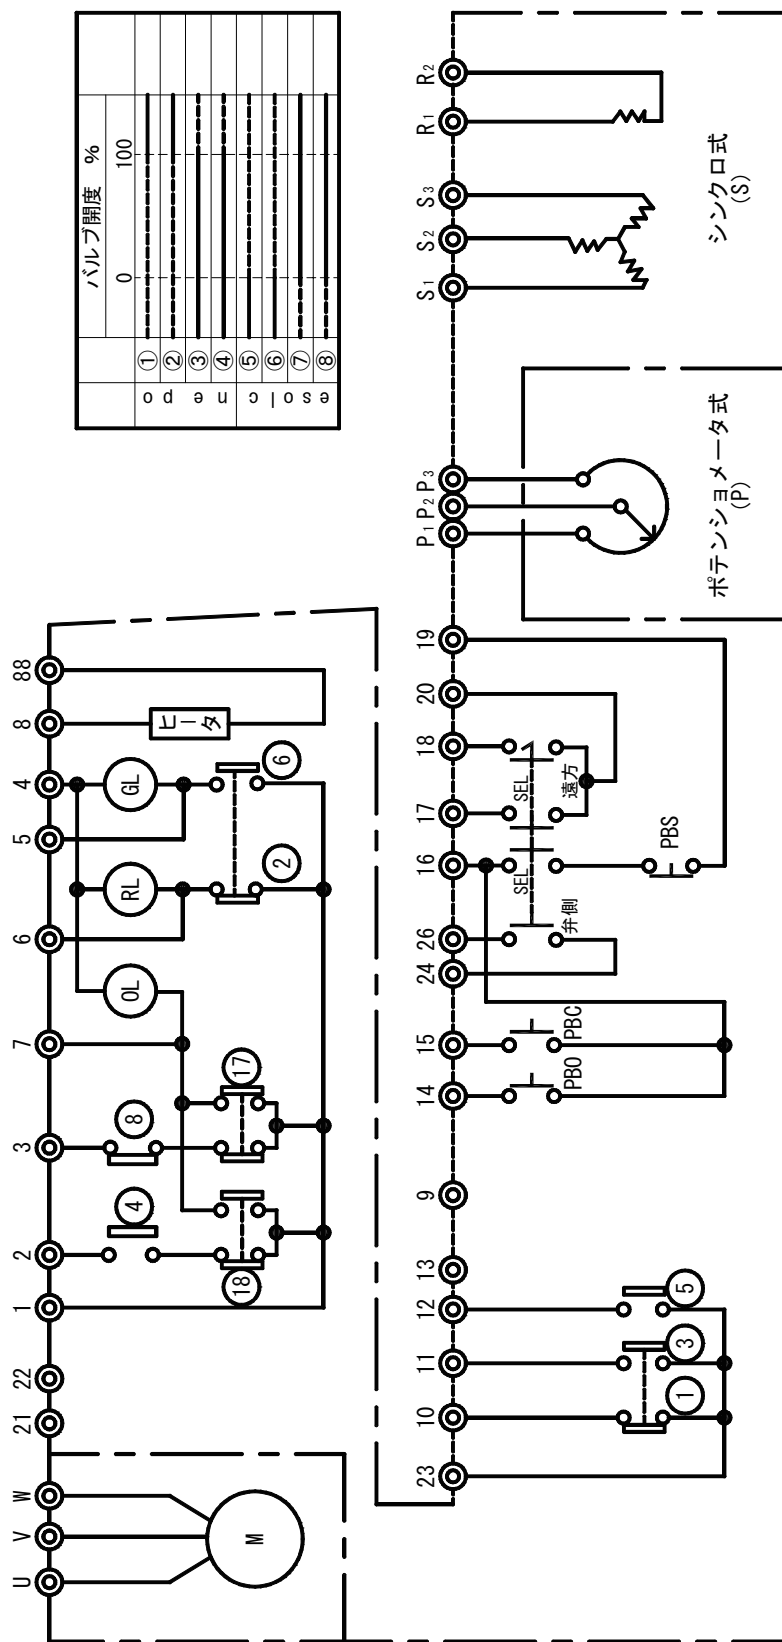 U V W 21 22 1 2 3 7 6 5 4 8 88
バルブ開度 %
0 100
open
①
②
③
④
close
⑤
⑥
⑦
⑧
OL RL GL ヒータ
4 8
18 17 2 6
M
23 10 11 12 13 9 14 15 24 26 16 17 18 20 19 P1 P2 P3 S1 S2 S3 R1 R2
SEL SEL
PBO PBC 弁側 遠方
1 3 5
PBS
ポテンショメータ式
(P)
シンクロ式
(S)